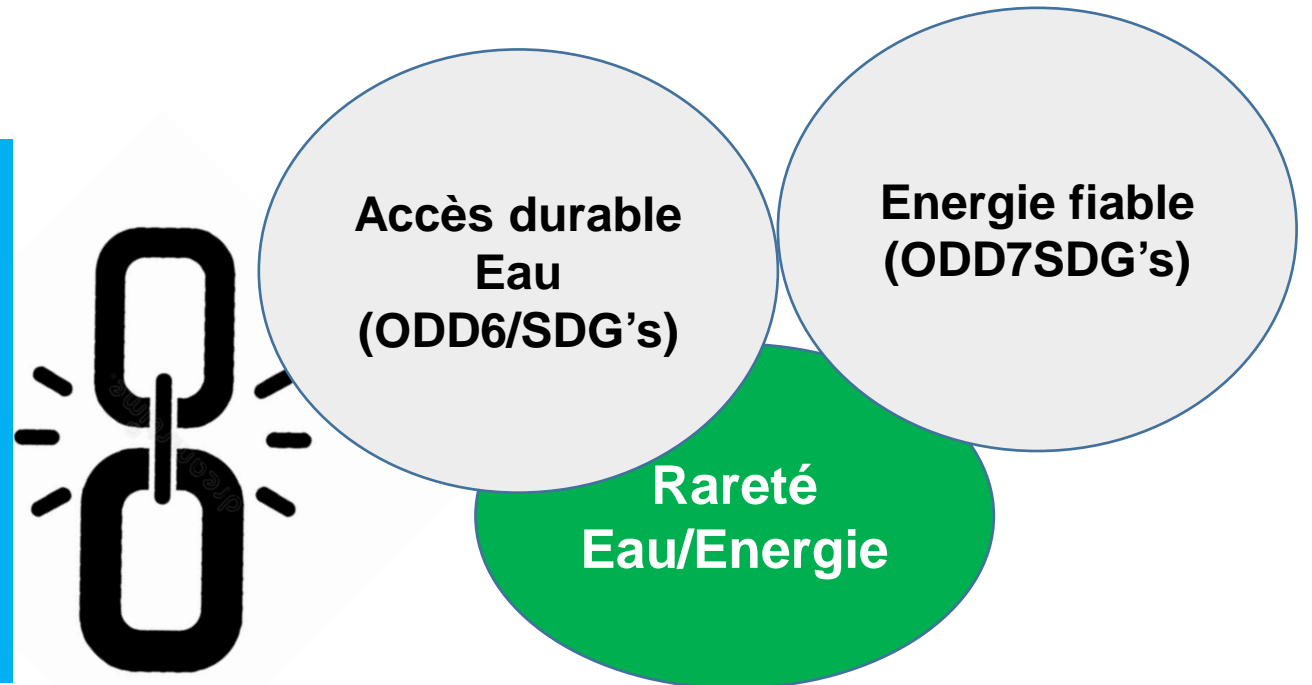 Accès durable
Eau
(ODD6/SDG’s)
Energie fiable
(ODD7SDG’s)
Rareté
Eau/Energie